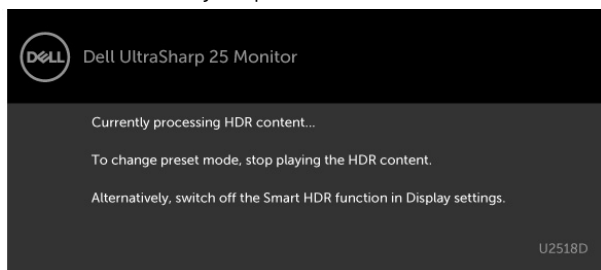 DELL
Dell UltraSharp 25 Monitor
Currently processing HDR content...
To change preset mode, stop playing the HDR content.
Alternatively, switch off the Smart HDR function in Display settings.
U2518D